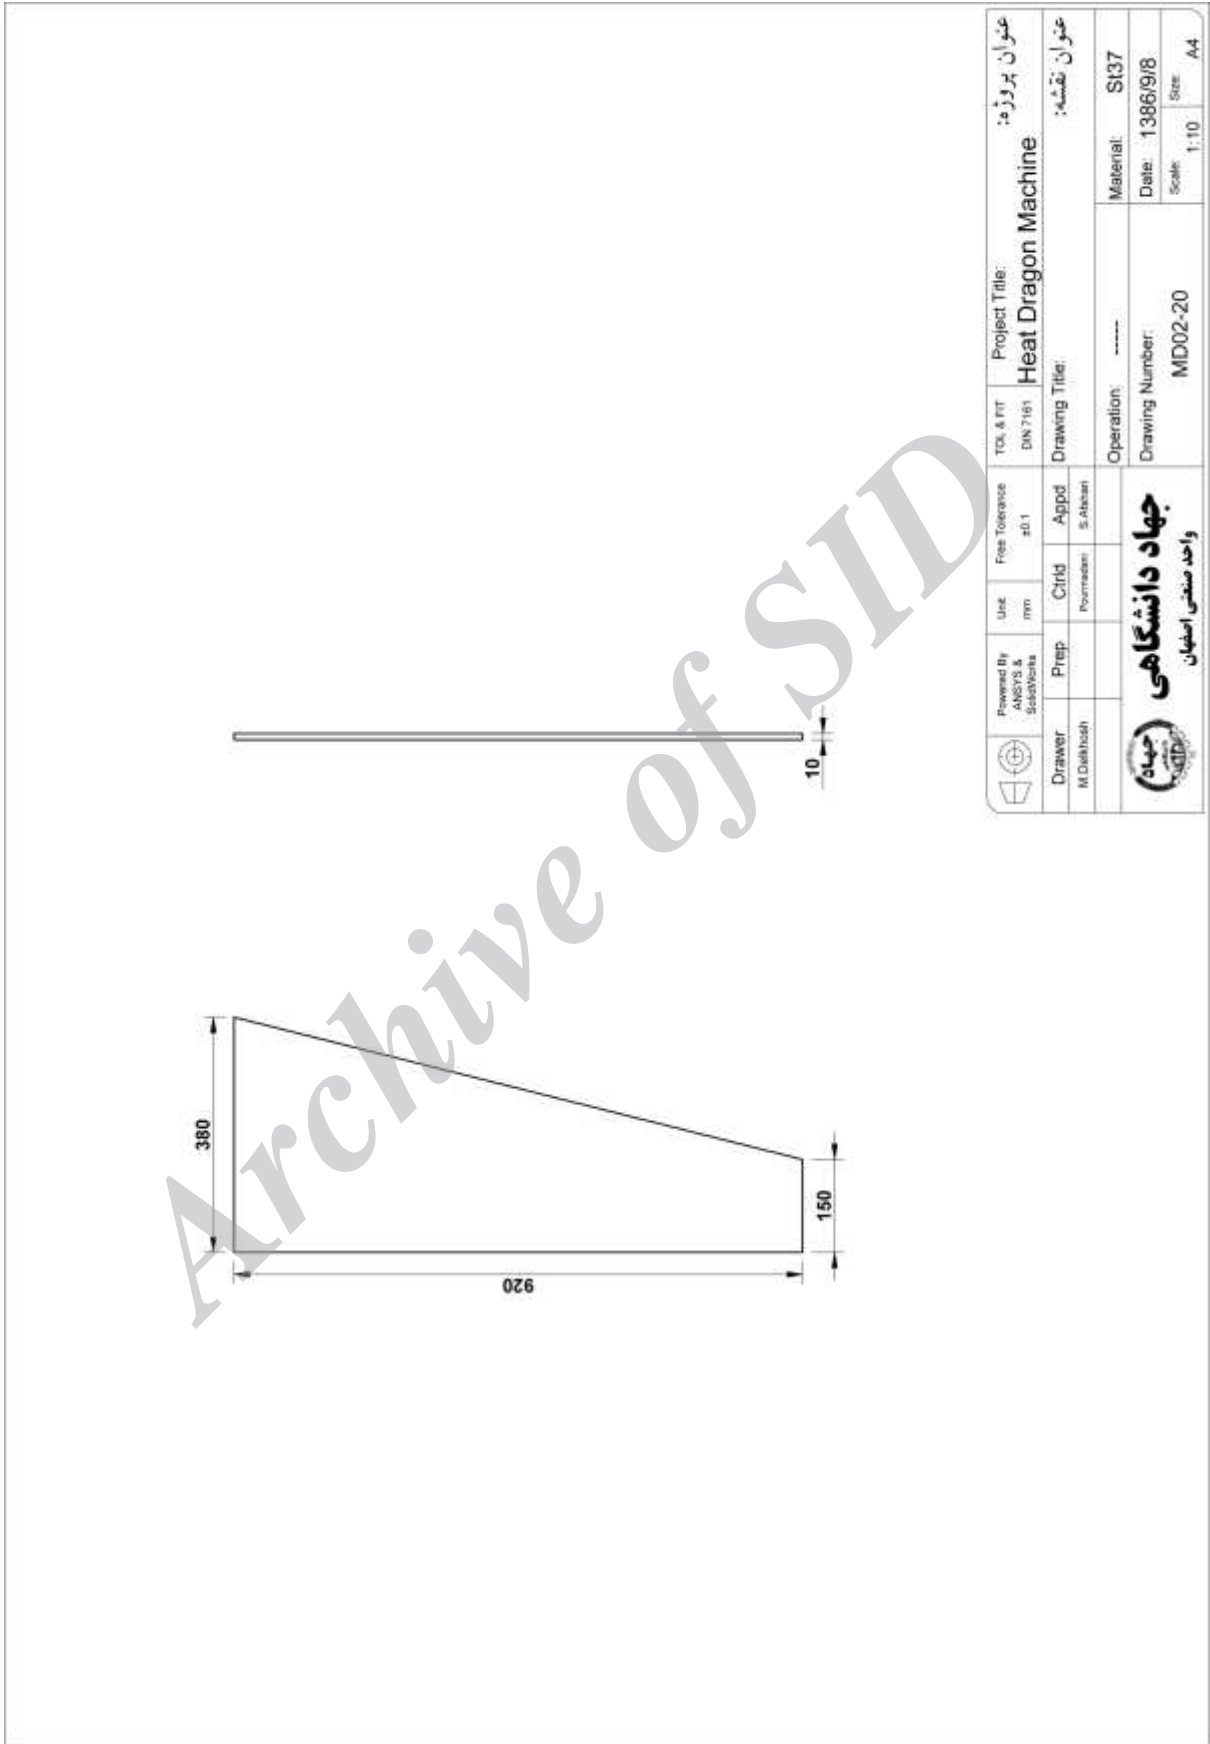 380
920
150
10
Powered By
ANSYS &
SolidWorks
Unit
mm
Free Tolerance
±0.1
TOL & FIT
DIN 7161
Project Title:
عنوان پروژه:
Heat Dragon Machine
Drawer
Prep
Ctrld
Appd
M.Delkhosh
Pourmadani
S.Afshari
Drawing Title:
عنوان نقشه:
Operation: -----
Material: St37
جهاد دانشگاهی
واحد صنعتی اصفهان
جهاد
Drawing Number:
MD02-20
Date: 1386/9/8
Scale: 1:10
Size: A4
Archive of SID